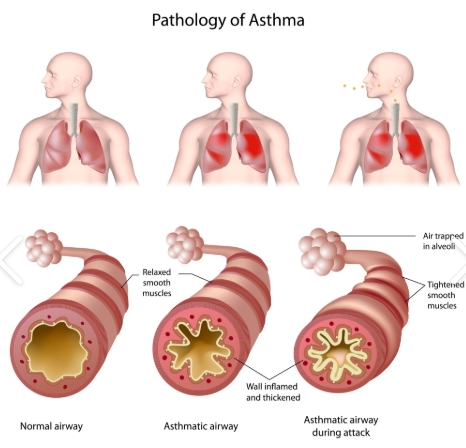 Pathology of Asthma
Air trapped
in alveoli
Relaxed
smooth
muscles
Tightened
smooth
muscles
Wall inflamed
and thickened
Normal airway
Asthmatic airway
Asthmatic airway
during attack